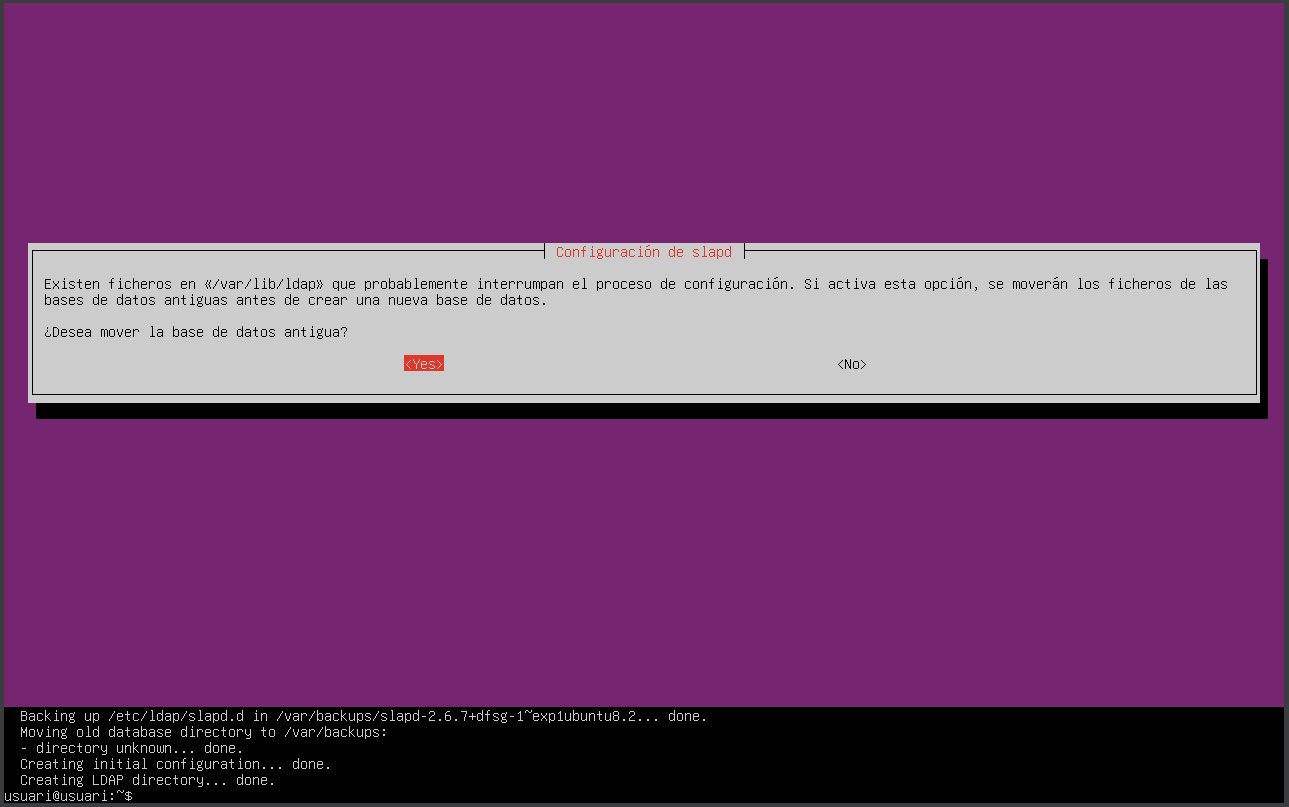 Configuración de slapd
Existen ficheros en «/var/lib/ldap» que probablemente interrumpan el proceso de configuración. Si activa esta opción, se moverán los ficheros de las
bases de datos antiguas antes de crear una nueva base de datos.
¿Desea mover la base de datos antigua?
<Yes> <No>
Backing up /etc/ldap/slapd.d in /var/backups/slapd-2.6.7+dfsg-1~exp1ubuntu8.2... done.
Moving old database directory to /var/backups:
- directory unknown... done.
Creating initial configuration... done.
Creating LDAP directory... done.
usuari@usuari:~$